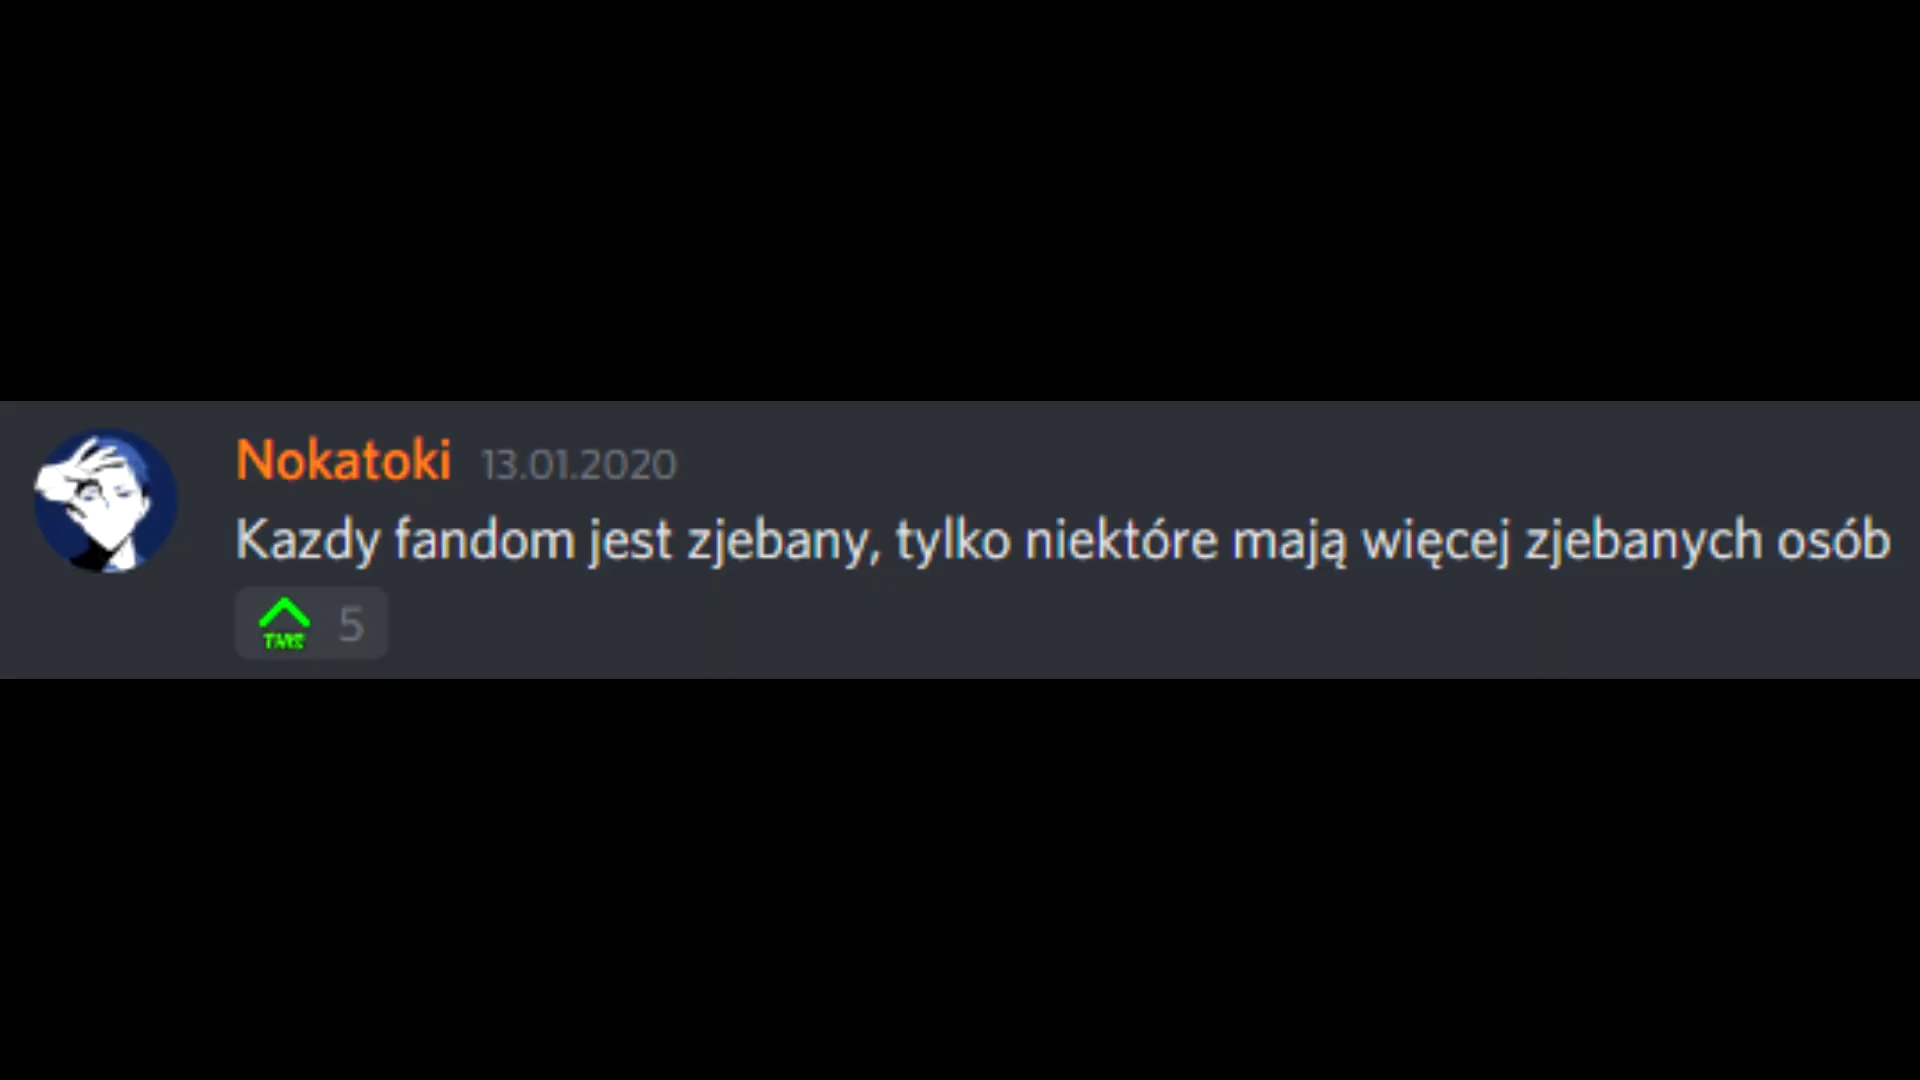 Nokatoki 13.01.2020
Kazdy fandom jest zjebany, tylko niektóre mają więcej zjebanych osób
5